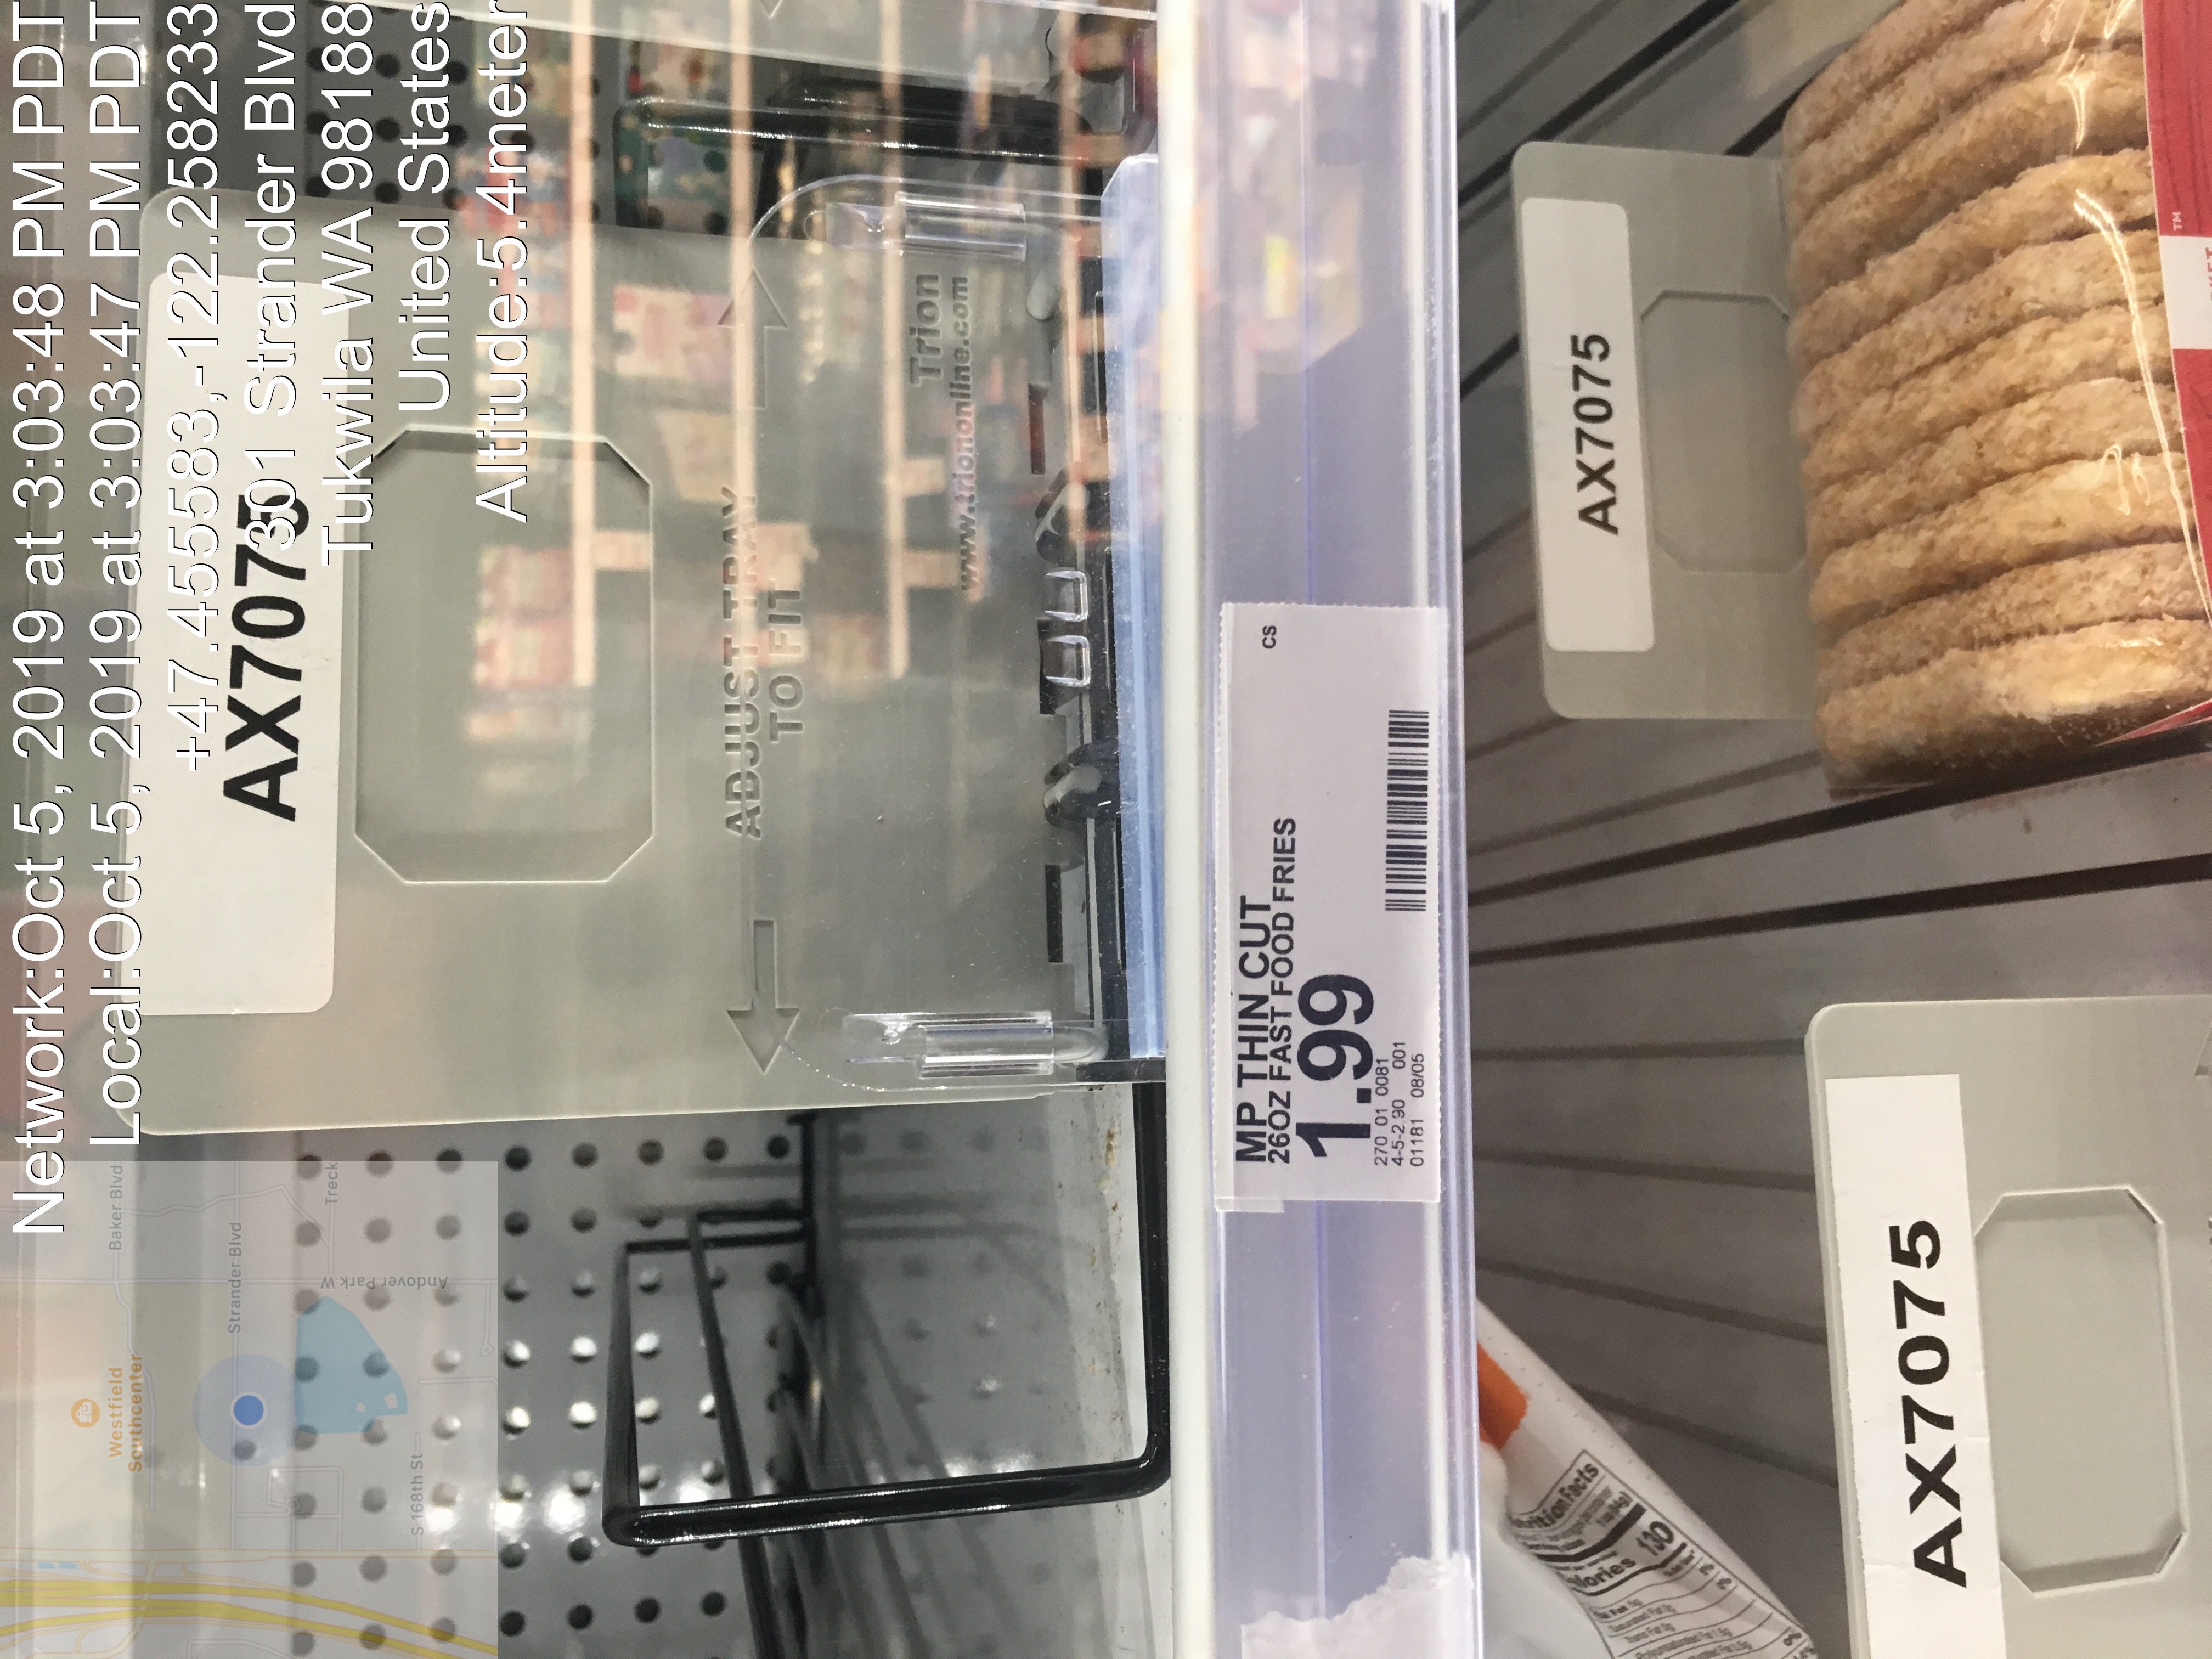 Network:Oct 5, 2019 at 3:03:48 PM PDT
Local:Oct 5, 2019 at 3:03:47 PM PDT
+47.455583,-122.258233
301 Strander Blvd
Tukwila WA 98188
United States
Altitude:5.4meter
Westfield
Southcenter
Baker Blvd
Strander Blvd
Treck
Andover Park W
S 168th St
AX7075
ADJUST TRAY
TO FIT
Trion
www.triononline.com
MP THIN CUT
26OZ FAST FOOD FRIES
CS
1.99
270 01 0081
4-5-2 90 001
01181 08/05
Nutrition Facts
Calories 130
AX7075
AX7075
TM